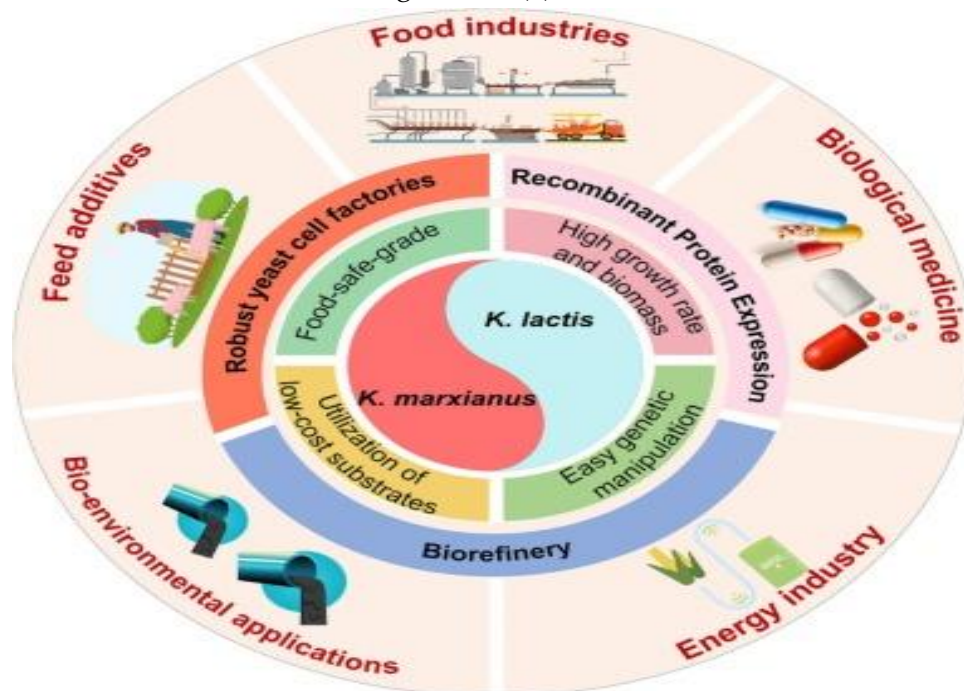 Food industries
Feed additives
Biological medicine
Robust yeast cell factories
Recombinant Protein Expression
Food-safe-grade
High growth rate
and biomass
K. lactis
K. marxianus
Utilization of
low-cost substrates
Easy genetic
manipulation
Biorefinery
Bio-environmental applications
Energy industry